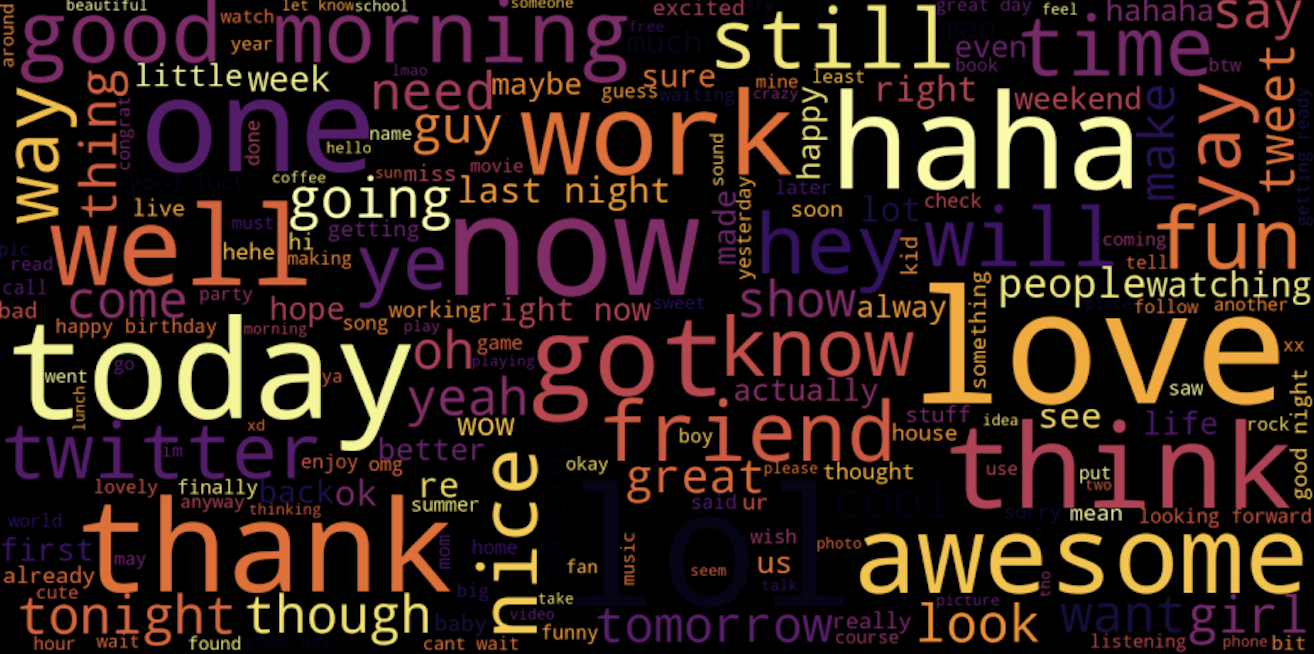 beautiful
let know
school
someone
great day
feel
hahaha
say
around
good morning
watch
year
free
much
excited
still
man
even
time
book
btw
try
little
week
lmao
need
maybe
guess
sure
waiting
mine
crazy
least
right
weekend
way
thing
congrat
one
done
name
hello
guy
work
happy
haha
make
yay
tweet
getting ready
good luck
coffee
sun
miss
movie
sound
live
going
last night
made
yesterday
later
soon
lot
check
well
must
getting
hehe
hi
making
ye
now
hey
kid
will
coming
tell
fun
pic
read
call
bad
come
party
hope
working
right now
sweet
show
alway
something
people
watching
follow
another
happy birthday
morning
song
play
today
went
go
ya
lunch
oh
game
playing
got
know
love
xx
saw
yeah
actually
friend
boy
house
stuff
idea
see
life
rock
good night
twitter
xd
im
wow
better
enjoy
omg
nice
okay
great
please
thought
think
use
put
two
lovely
finally
back
ok
re
anyway
thinking
summer
lol
said
ur
cool
sorry
mean
looking forward
world
first
may
thank
mom
home
fan
music
seem
wish
us
talk
photo
awesome
already
cute
big
take
tho
tonight
though
baby
video
funny
tomorrow
really
course
look
picture
want
girl
hour
wait
found
cant wait
listening
phone
bit